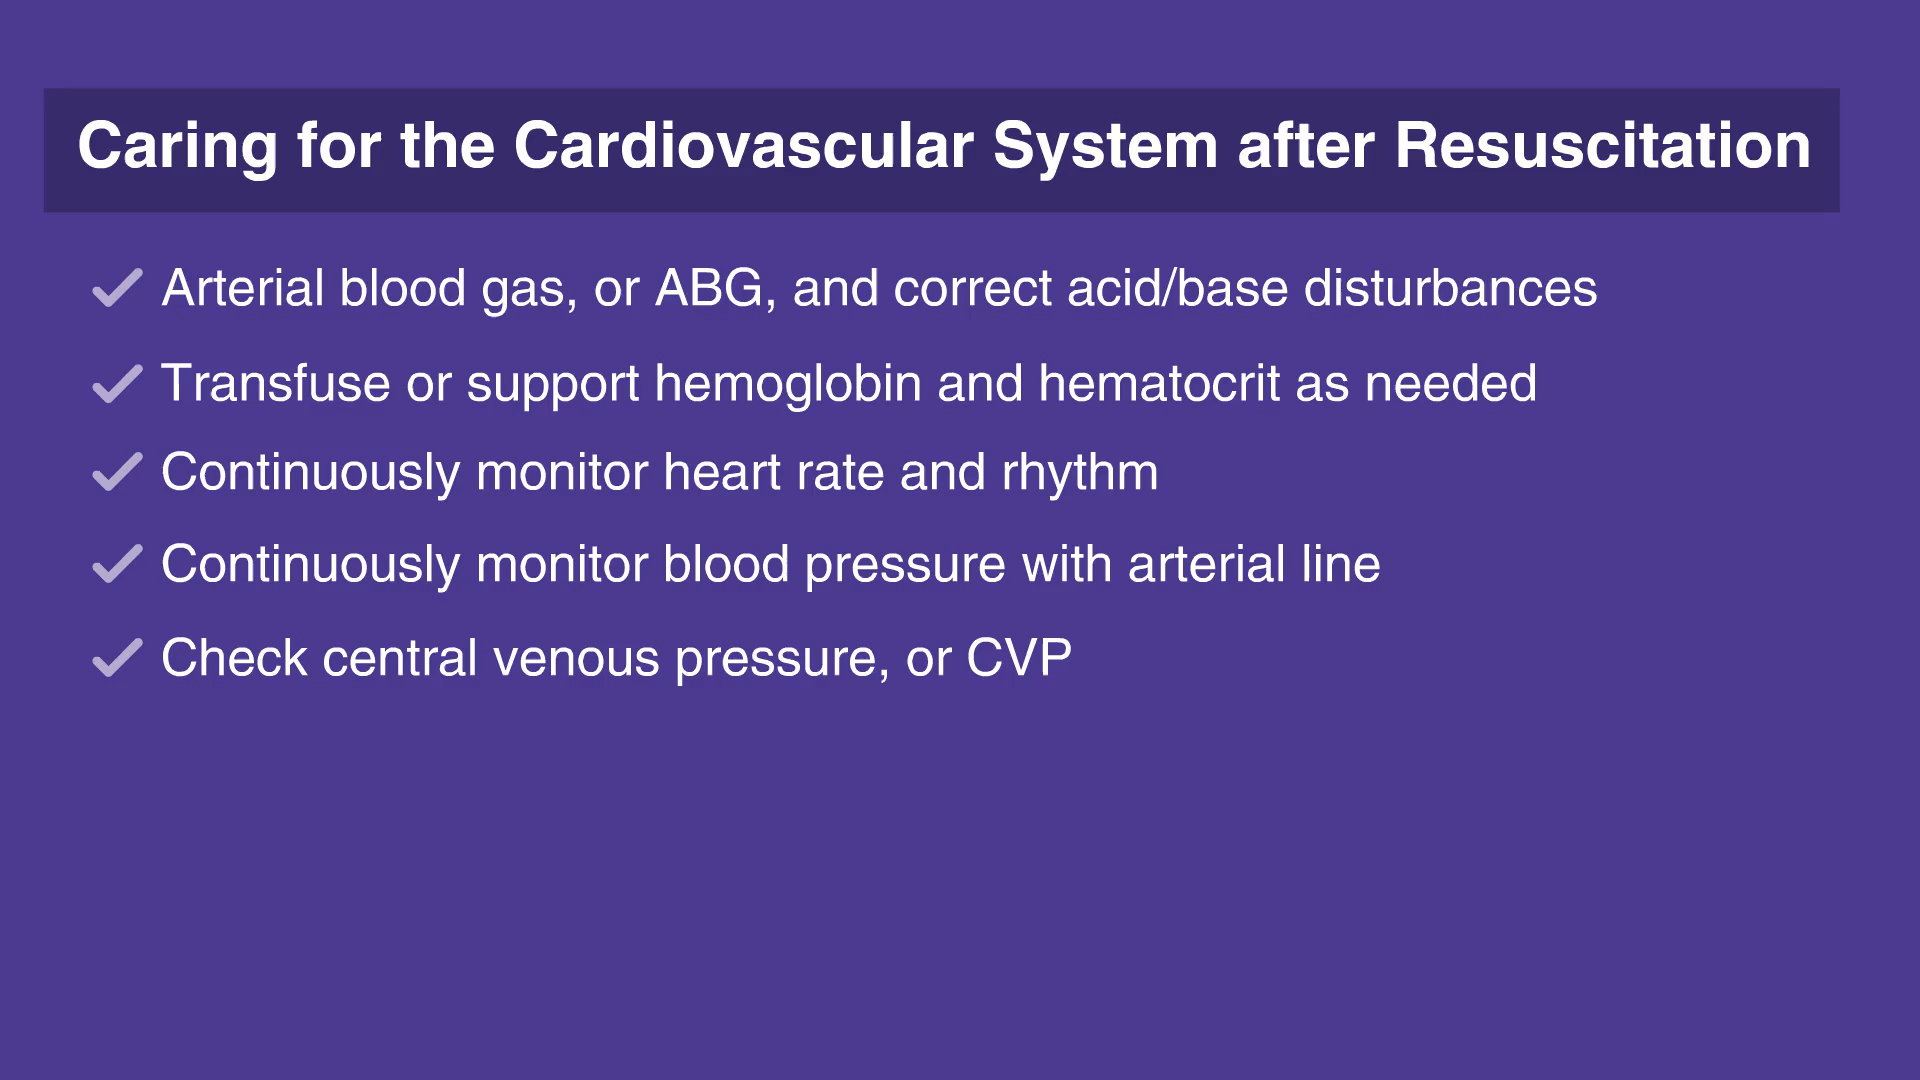 Caring for the Cardiovascular System after Resuscitation
Arterial blood gas, or ABG, and correct acid/base disturbances
Transfuse or support hemoglobin and hematocrit as needed
Continuously monitor heart rate and rhythm
Continuously monitor blood pressure with arterial line
Check central venous pressure, or CVP